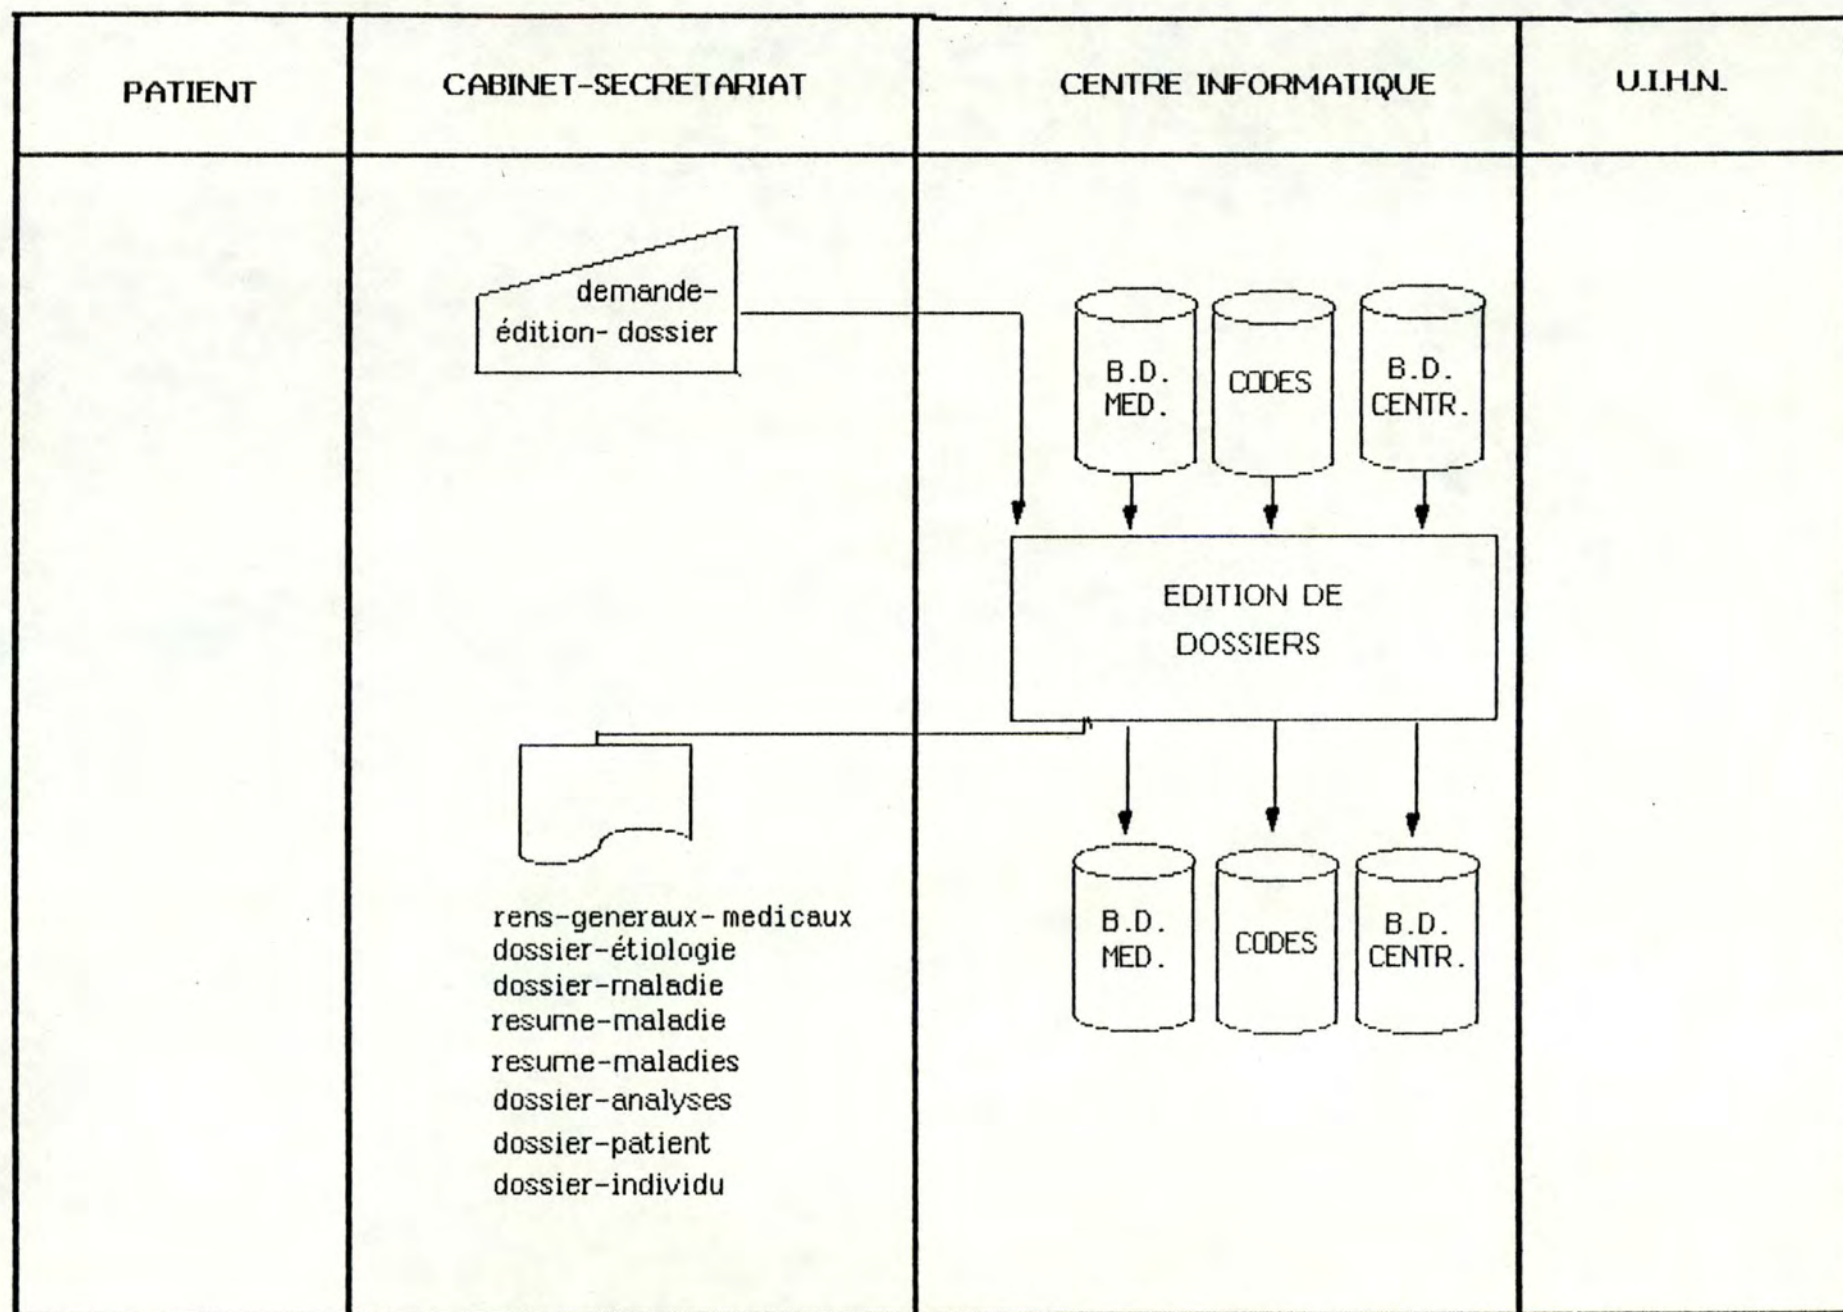 PATIENT
CABINET-SECRETARIAT
CENTRE INFORMATIQUE
U.I.H.N.
demande-
édition- dossier
B.D.
MED.
CODES
B.D.
CENTR.
EDITION DE
DOSSIERS
rens-generaux-medicaux
dossier-étiologie
dossier-maladie
resume-maladie
resume-maladies
dossier-analyses
dossier-patient
dossier-individu
B.D.
MED.
CODES
B.D.
CENTR.